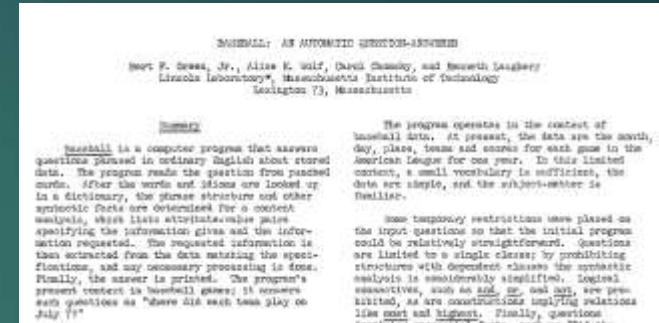 BASEBALL: AN AUTOMATIC QUESTION-ANSWERER
Bert F. Green, Jr., Alice K. Wolf, Carol Chomsky, and Kenneth Laughery
Lincoln Laboratory*, Massachusetts Institute of Technology
Lexington 73, Massachusetts
Summary
Baseball is a computer program that answers
questions phrased in ordinary English about stored
data. The program reads the question from punched
cards. After the words and idioms are looked up
in a dictionary, the phrase structure and other
syntactic facts are determined for a content
analysis, which lists attribute-value pairs
specifying the information given and the infor-
mation requested. The requested information is
then extracted from the data matching the speci-
fications, and any necessary processing is done.
Finally, the answer is printed. The program's
present context is baseball games; it answers
such questions as "Where did each team play on
July 7?"
The program operates in the context of
baseball data. At present, the data are the month,
day, place, teams and scores for each game in the
American League for one year. In this limited
context, a small vocabulary is sufficient, the
data are simple, and the subject-matter is
familiar.
Some temporary restrictions were placed on
the input questions so that the initial program
could be relatively straightforward. Questions
are limited to a single clause; by prohibiting
structures with dependent clauses the syntactic
analysis is considerably simplified. Logical
connectives, such as and, or, and not, are pro-
hibited, as are constructions implying relations
like most and highest. Finally, questions